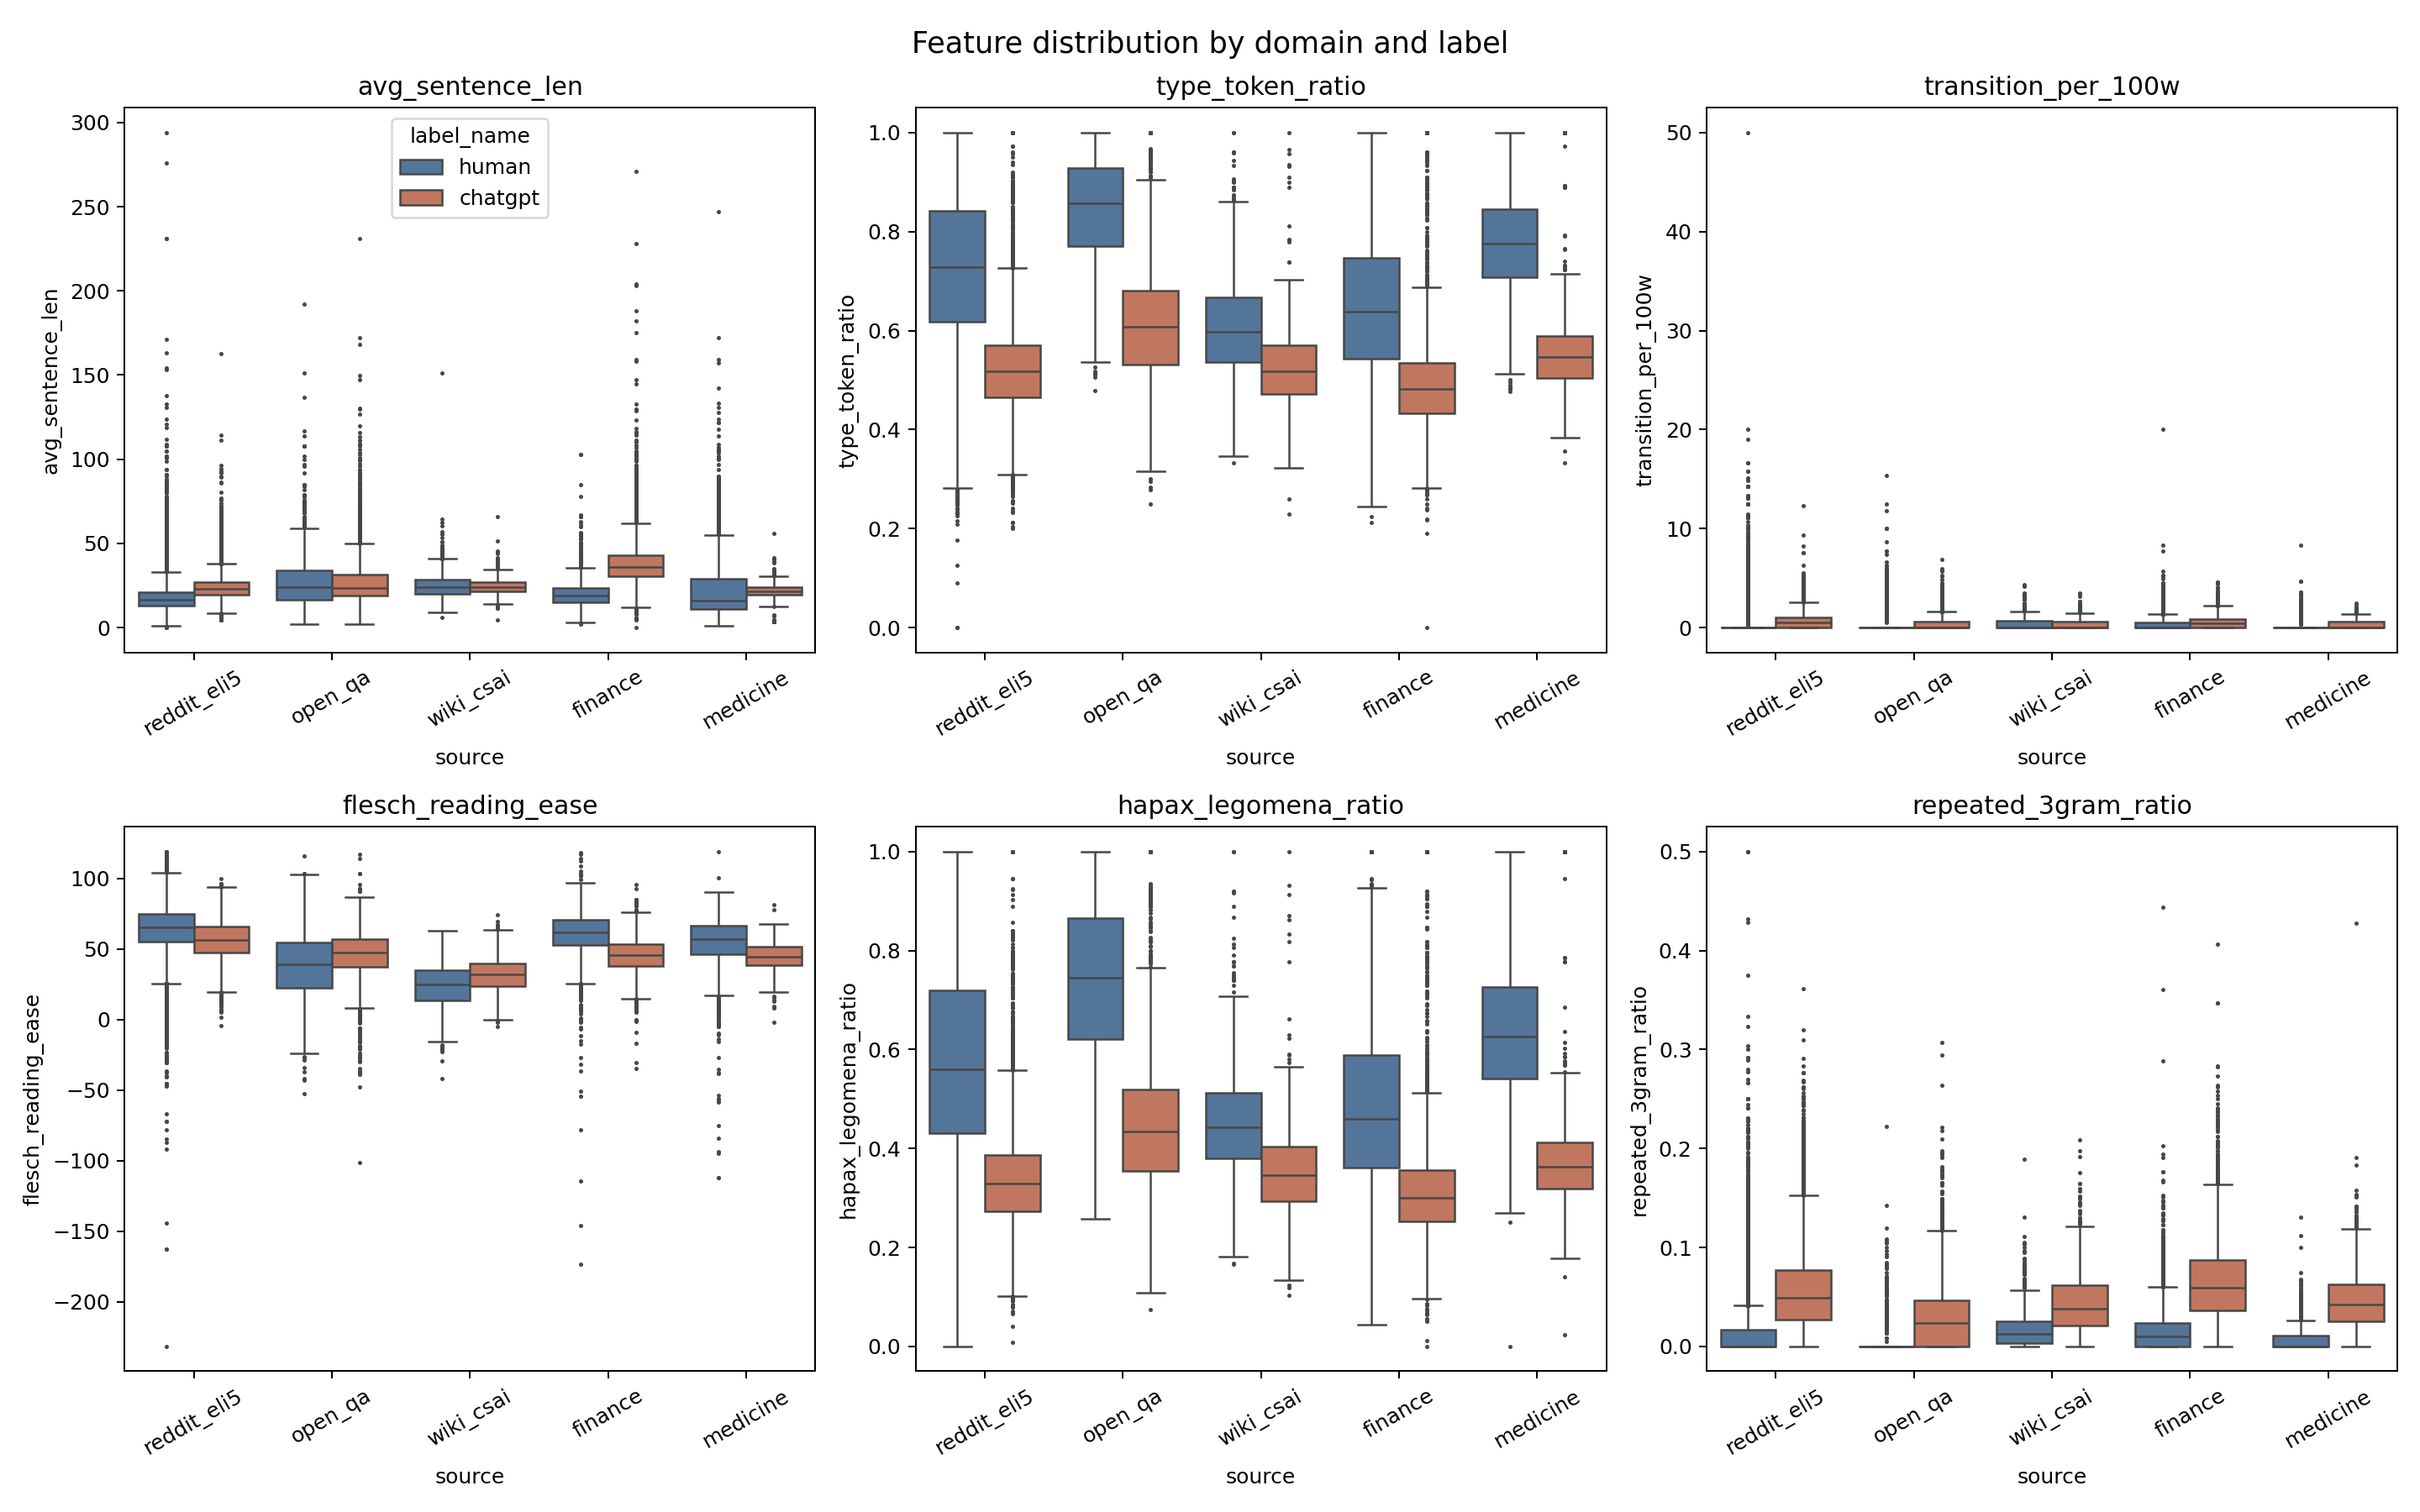 Feature distribution by domain and label
avg_sentence_len
avg_sentence_len
300
250
200
150
100
50
0
label_name
human
chatgpt
reddit_eli5
open_qa
wiki_csai
finance
medicine
source
type_token_ratio
type_token_ratio
1.0
0.8
0.6
0.4
0.2
0.0
reddit_eli5
open_qa
wiki_csai
finance
medicine
source
transition_per_100w
transition_per_100w
50
40
30
20
10
0
reddit_eli5
open_qa
wiki_csai
finance
medicine
source
flesch_reading_ease
flesch_reading_ease
100
50
0
−50
−100
−150
−200
reddit_eli5
open_qa
wiki_csai
finance
medicine
source
hapax_legomena_ratio
hapax_legomena_ratio
1.0
0.8
0.6
0.4
0.2
0.0
reddit_eli5
open_qa
wiki_csai
finance
medicine
source
repeated_3gram_ratio
repeated_3gram_ratio
0.5
0.4
0.3
0.2
0.1
0.0
reddit_eli5
open_qa
wiki_csai
finance
medicine
source